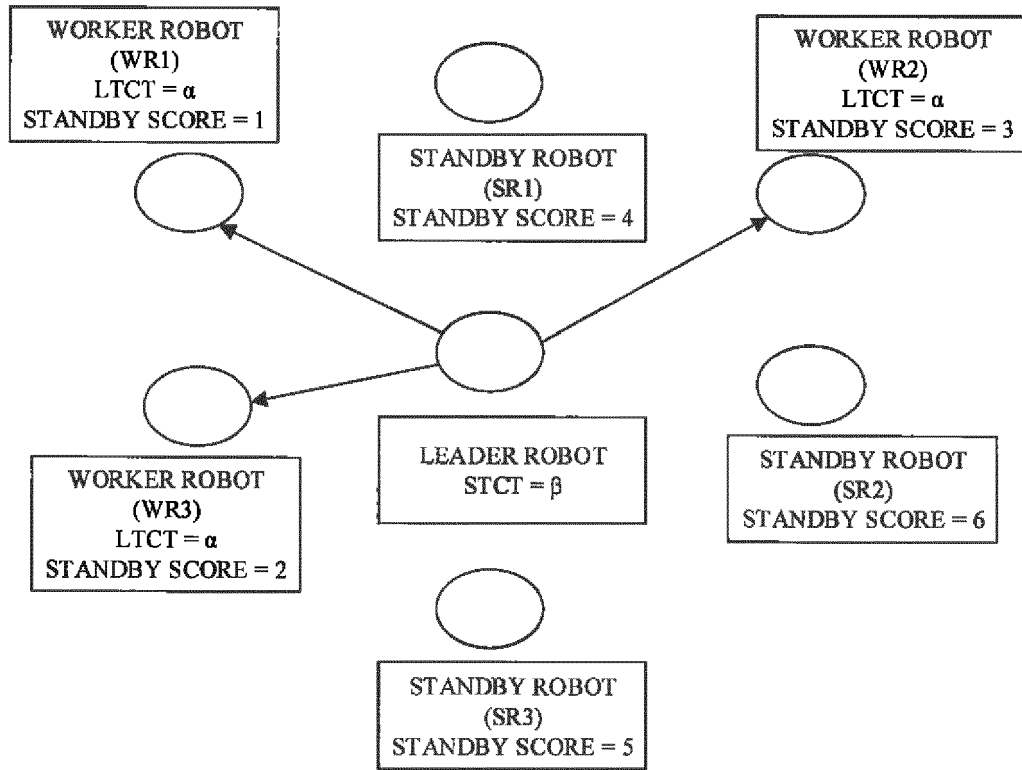 WORKER ROBOT
(WR1)
LTCT = α
STANDBY SCORE = 1
WORKER ROBOT
(WR2)
LTCT = α
STANDBY SCORE = 3
STANDBY ROBOT
(SR1)
STANDBY SCORE = 4
LEADER ROBOT
STCT = β
WORKER ROBOT
(WR3)
LTCT = α
STANDBY SCORE = 2
STANDBY ROBOT
(SR2)
STANDBY SCORE = 6
STANDBY ROBOT
(SR3)
STANDBY SCORE = 5